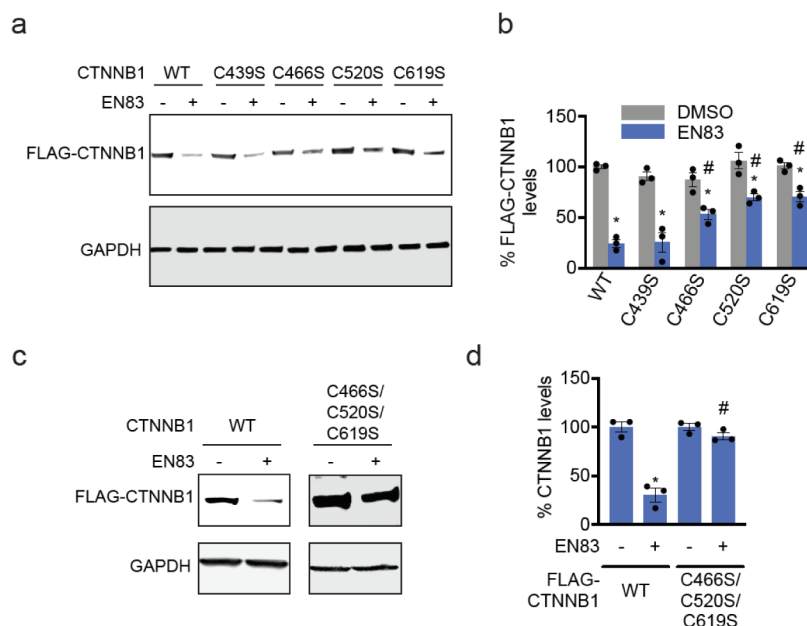 a
CTNNB1 WT C439S C466S C520S C619S
EN83 - + - + - + - + - +
FLAG-CTNNB1
GAPDH
b
% FLAG-CTNNB1
levels
150
100
50
0
DMSO
EN83
* * # * # * # *
WT C439S C466S C520S C619S
c
CTNNB1 WT C466S/
C520S/
C619S
EN83 - + - +
FLAG-CTNNB1
GAPDH
d
% CTNNB1 levels
150
100
50
0
* #
EN83 - + - +
FLAG-
CTNNB1
WT C466S/
C520S/
C619S